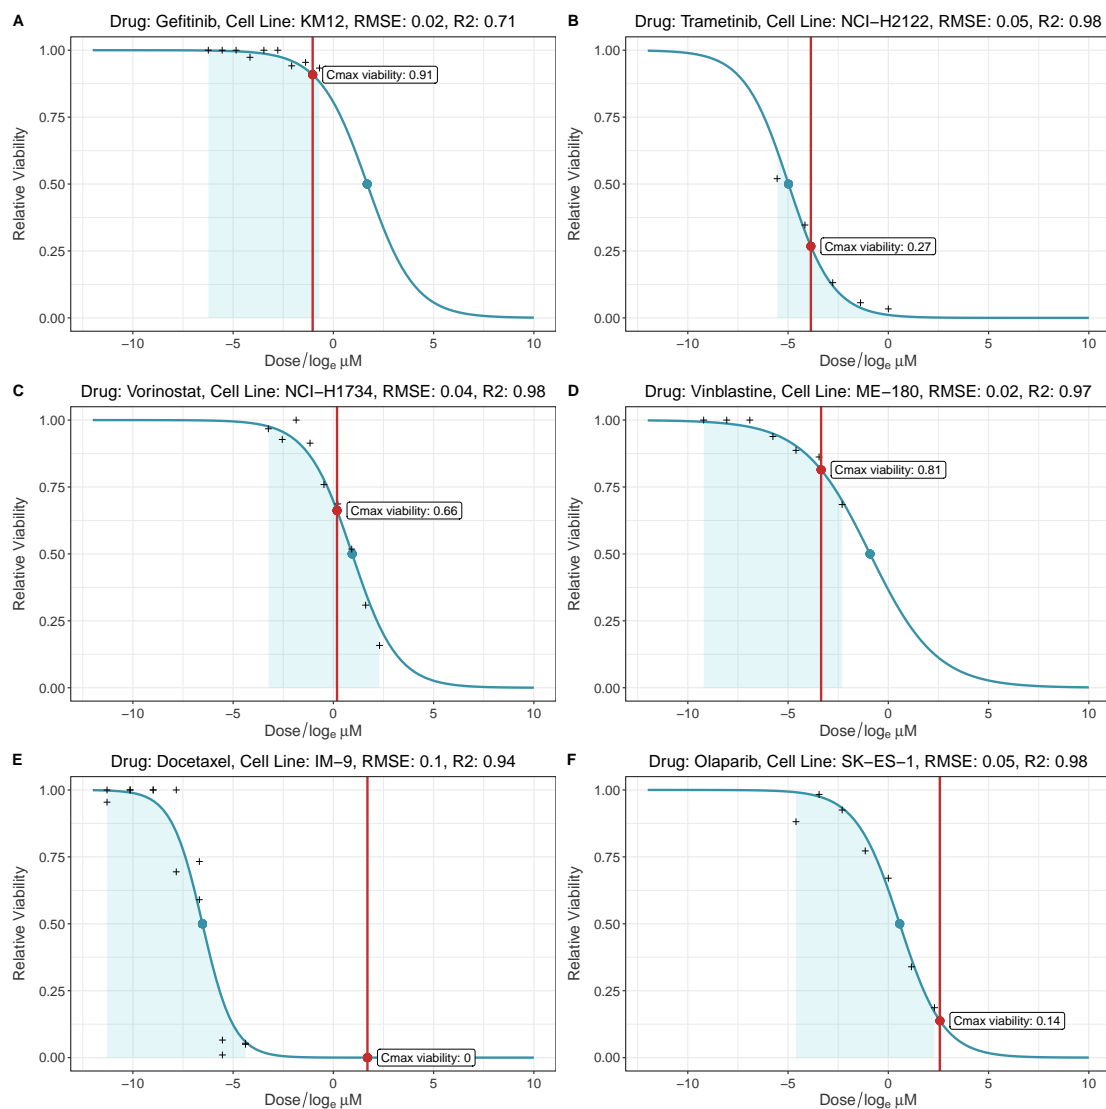 A
Drug: Gefitinib, Cell Line: KM12, RMSE: 0.02, R2: 0.71
1.00
0.75
0.50
0.25
0.00
Relative Viability
Cmax viability: 0.91
−10
−5
0
5
10
Dose/logₑ μM
B
Drug: Trametinib, Cell Line: NCI−H2122, RMSE: 0.05, R2: 0.98
1.00
0.75
0.50
0.25
0.00
Relative Viability
Cmax viability: 0.27
−10
−5
0
5
10
Dose/logₑ μM
C
Drug: Vorinostat, Cell Line: NCI−H1734, RMSE: 0.04, R2: 0.98
1.00
0.75
0.50
0.25
0.00
Relative Viability
Cmax viability: 0.66
−10
−5
0
5
10
Dose/logₑ μM
D
Drug: Vinblastine, Cell Line: ME−180, RMSE: 0.02, R2: 0.97
1.00
0.75
0.50
0.25
0.00
Relative Viability
Cmax viability: 0.81
−10
−5
0
5
10
Dose/logₑ μM
E
Drug: Docetaxel, Cell Line: IM−9, RMSE: 0.1, R2: 0.94
1.00
0.75
0.50
0.25
0.00
Relative Viability
Cmax viability: 0
−10
−5
0
5
10
Dose/logₑ μM
F
Drug: Olaparib, Cell Line: SK−ES−1, RMSE: 0.05, R2: 0.98
1.00
0.75
0.50
0.25
0.00
Relative Viability
Cmax viability: 0.14
−10
−5
0
5
10
Dose/logₑ μM